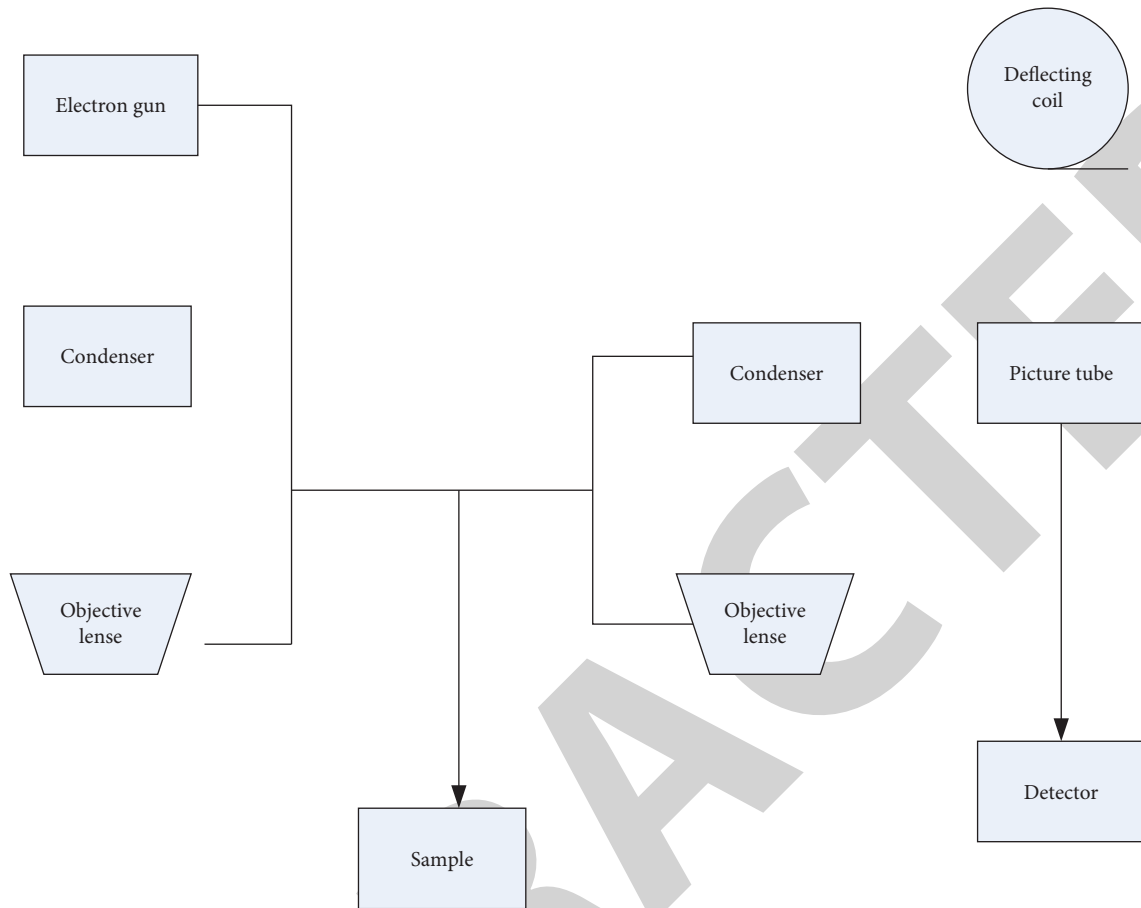 Electron gun
Deflecting
coil
Condenser
Condenser
Picture tube
Objective
lense
Objective
lense
Detector
Sample